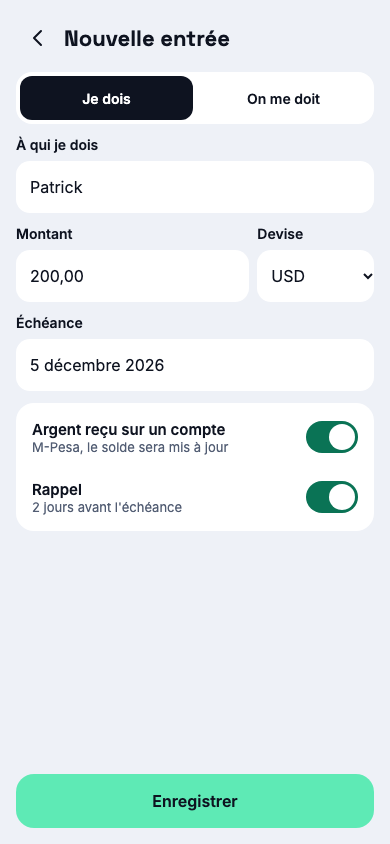 Nouvelle entrée
Je dois
On me doit
À qui je dois
Patrick
Montant
Devise
200,00
USD
Échéance
5 décembre 2026
Argent reçu sur un compte
M-Pesa, le solde sera mis à jour
Rappel
2 jours avant l'échéance
Enregistrer